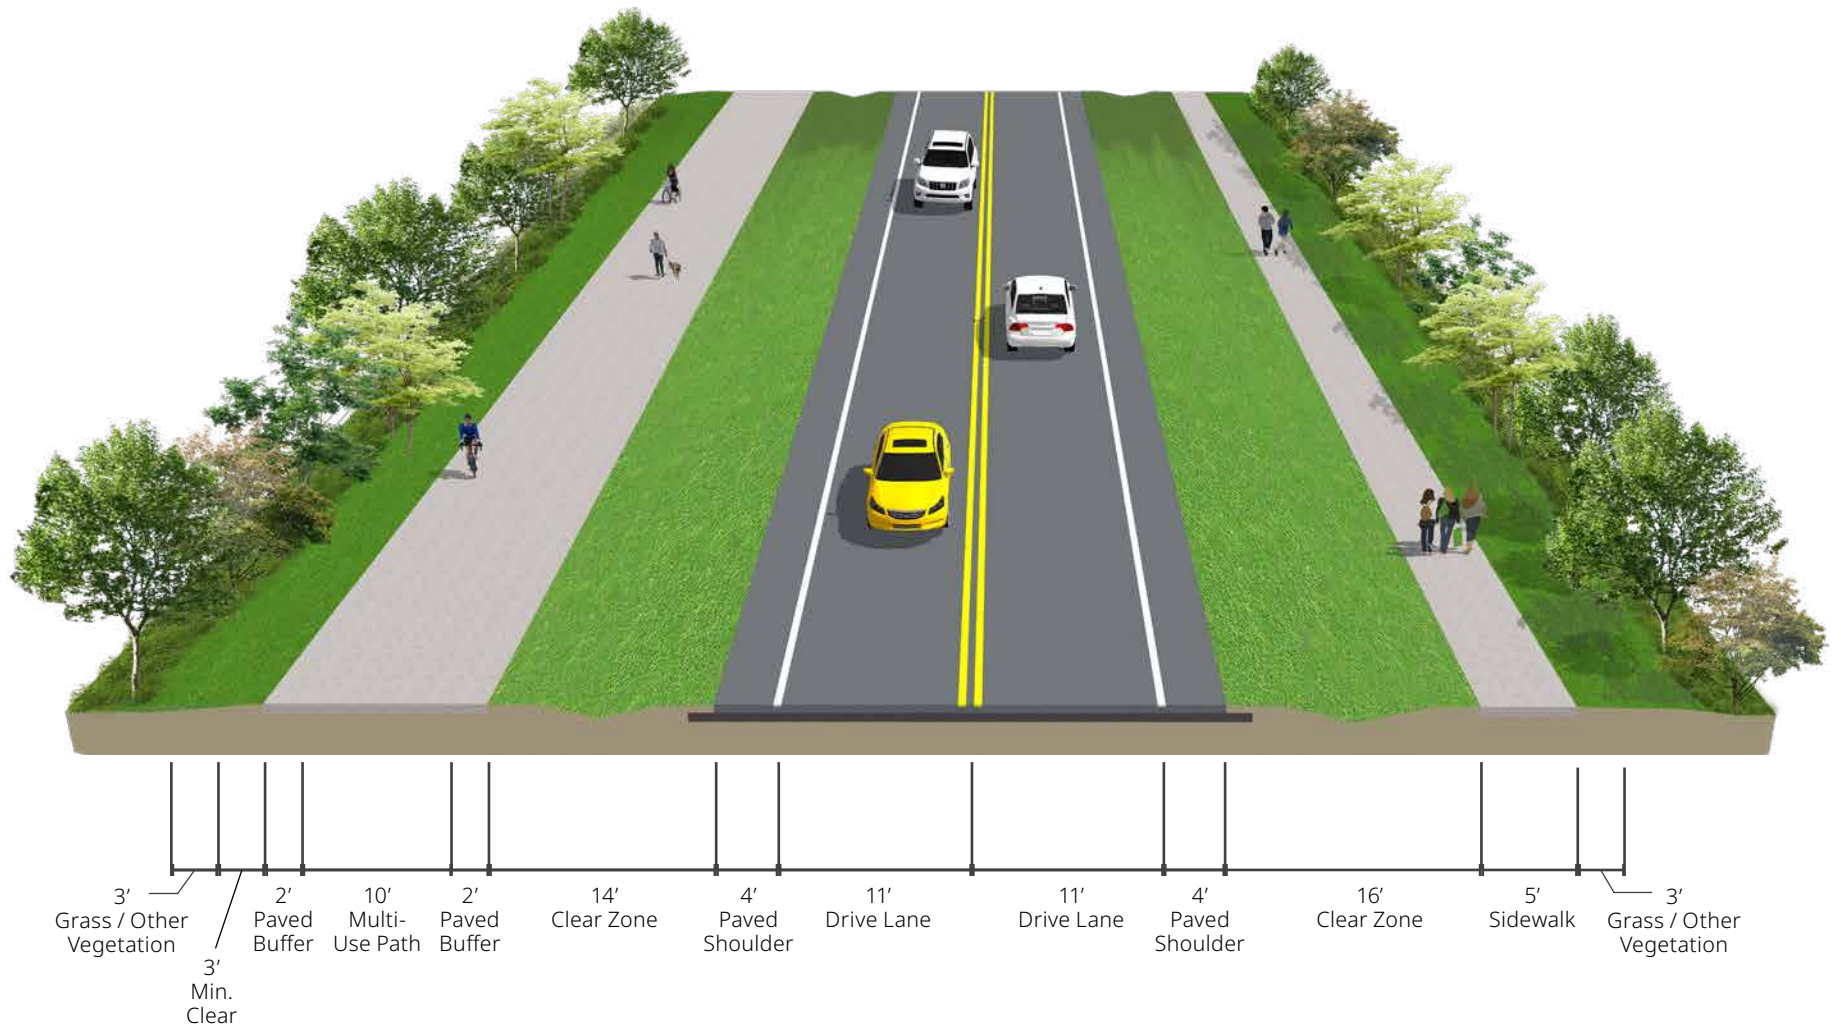 3’
Grass / Other
Vegetation
3’
Min.
Clear
2’
Paved
Buffer
10’
Multi-
Use Path
2’
Paved
Buffer
14’
Clear Zone
4’
Paved
Shoulder
11’
Drive Lane
11’
Drive Lane
4’
Paved
Shoulder
16’
Clear Zone
5’
Sidewalk
3’
Grass / Other
Vegetation